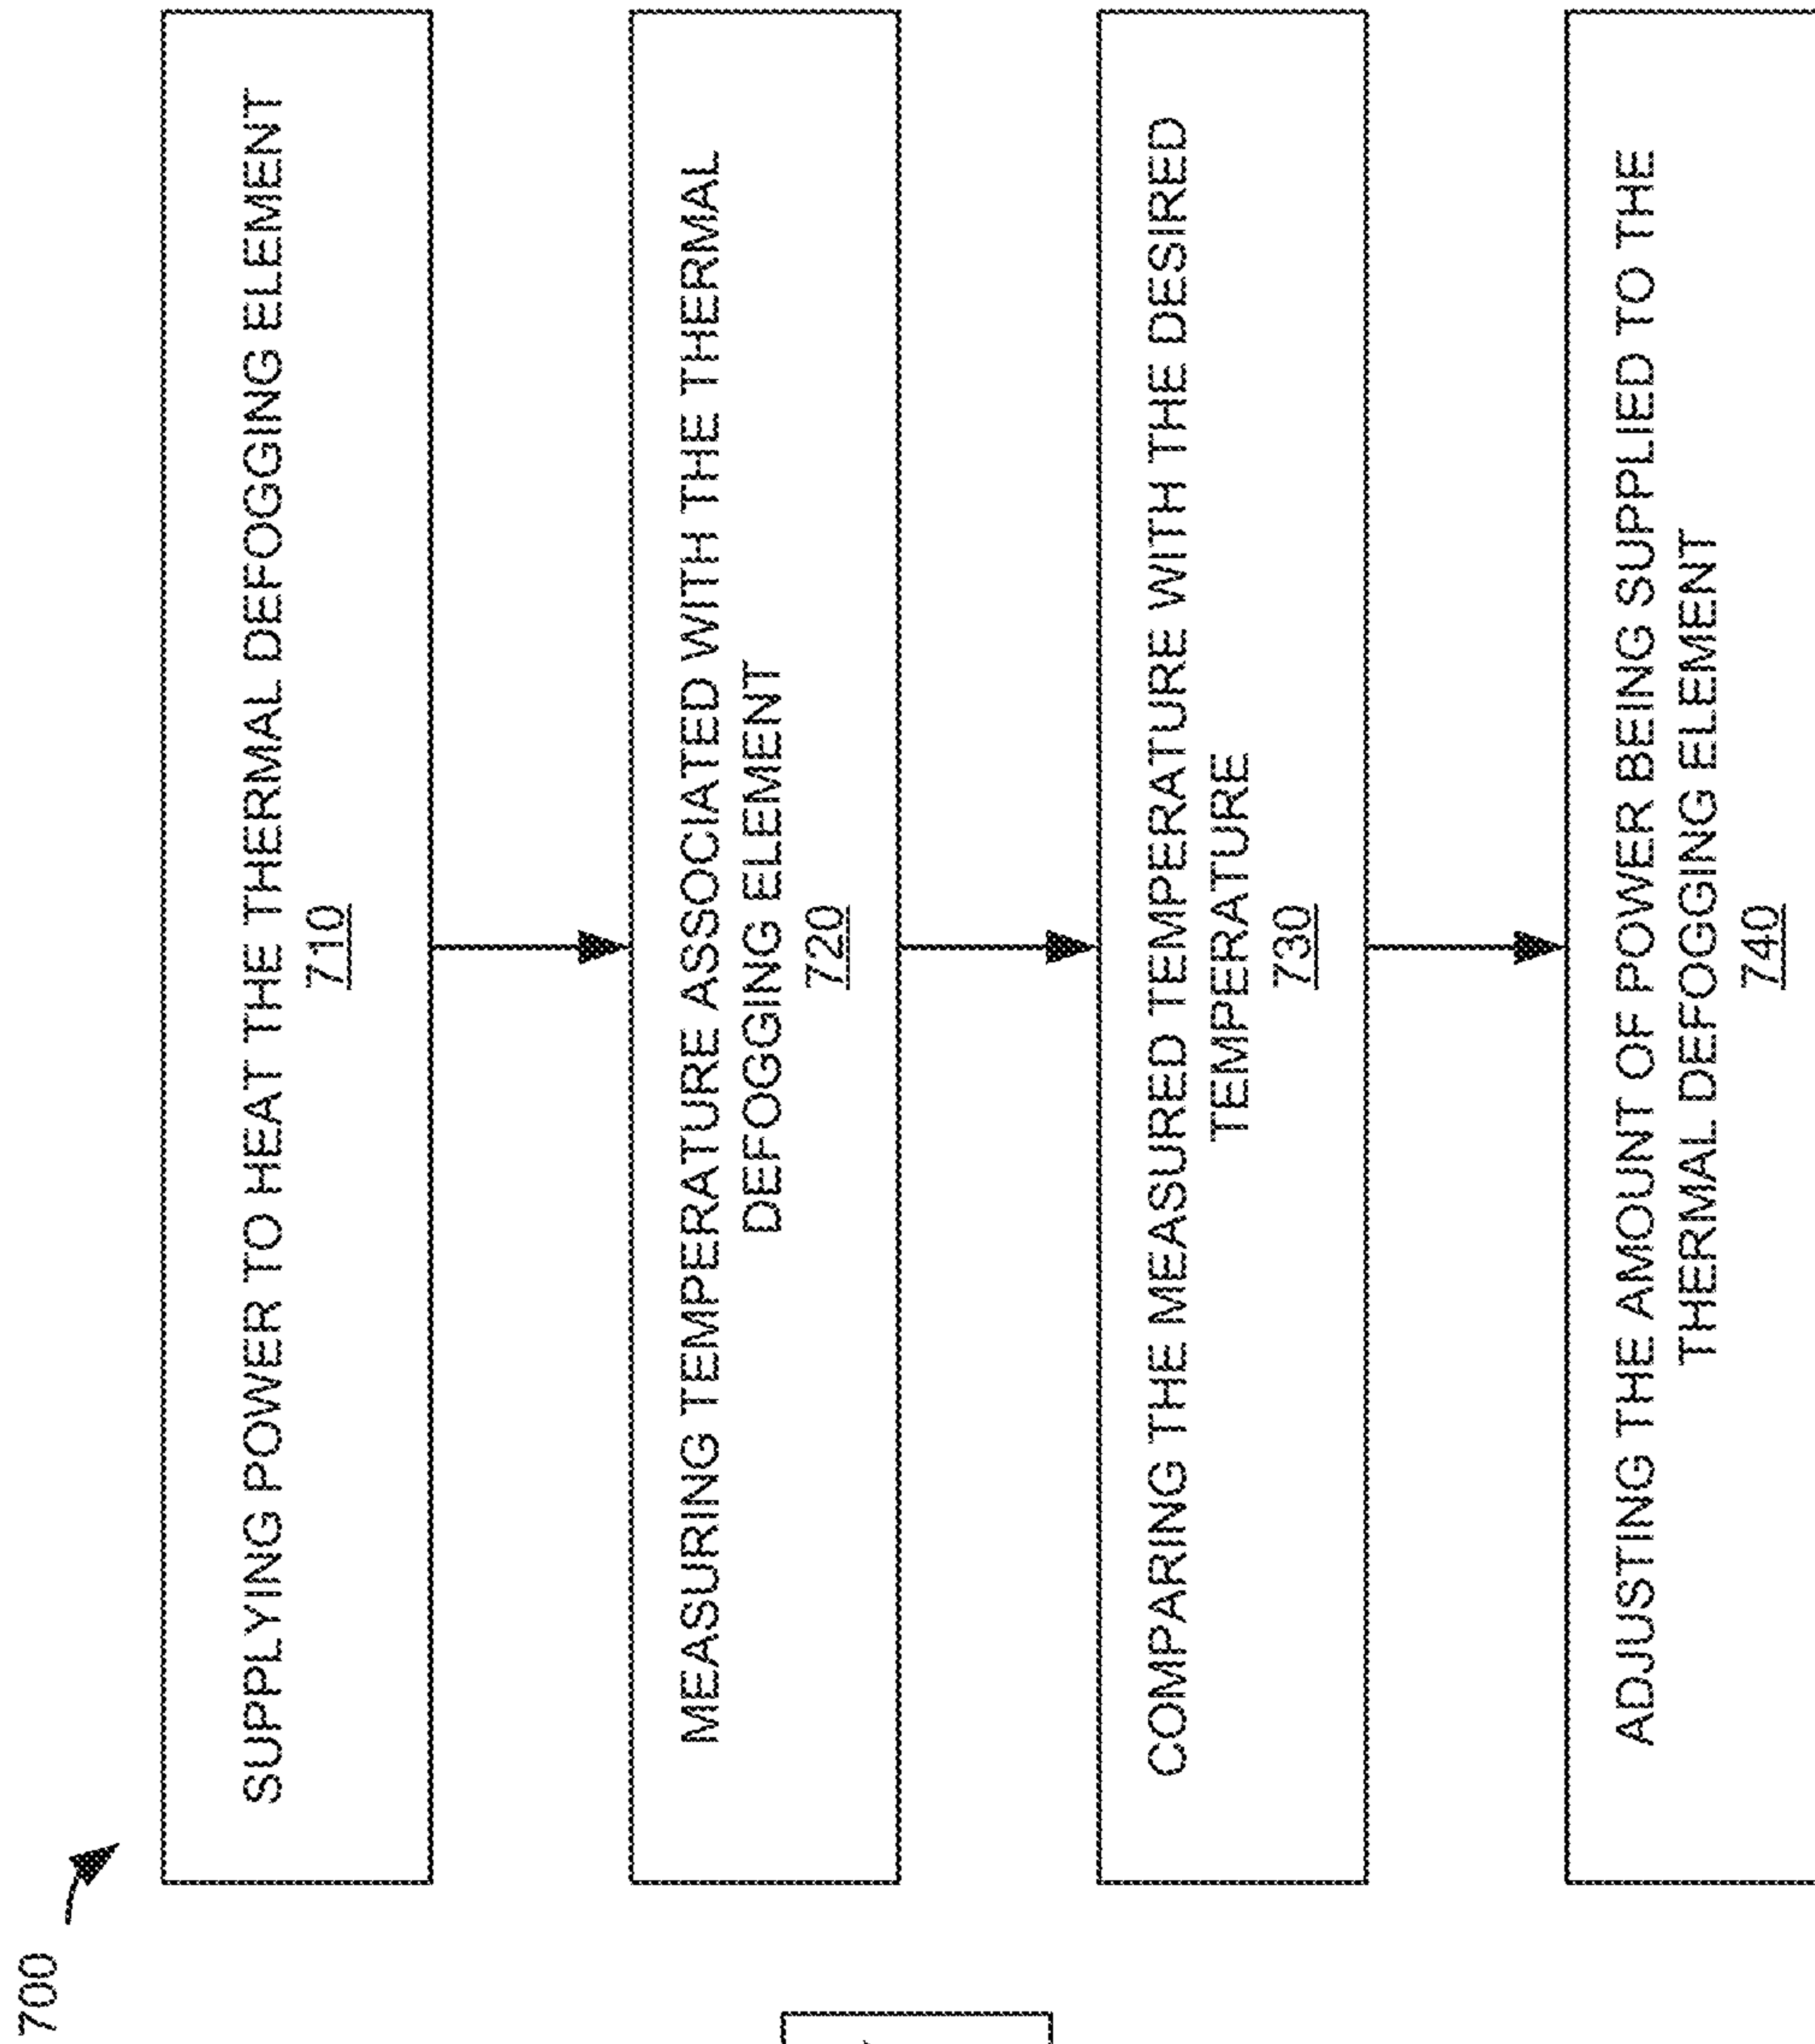 700
SUPPLYING POWER TO HEAT THE THERMAL DEFOGGING ELEMENT
710
MEASURING TEMPERATURE ASSOCIATED WITH THE THERMAL
DEFOGGING ELEMENT
720
COMPARING THE MEASURED TEMPERATURE WITH THE DESIRED
TEMPERATURE
730
ADJUSTING THE AMOUNT OF POWER BEING SUPPLIED TO THE
THERMAL DEFOGGING ELEMENT
740